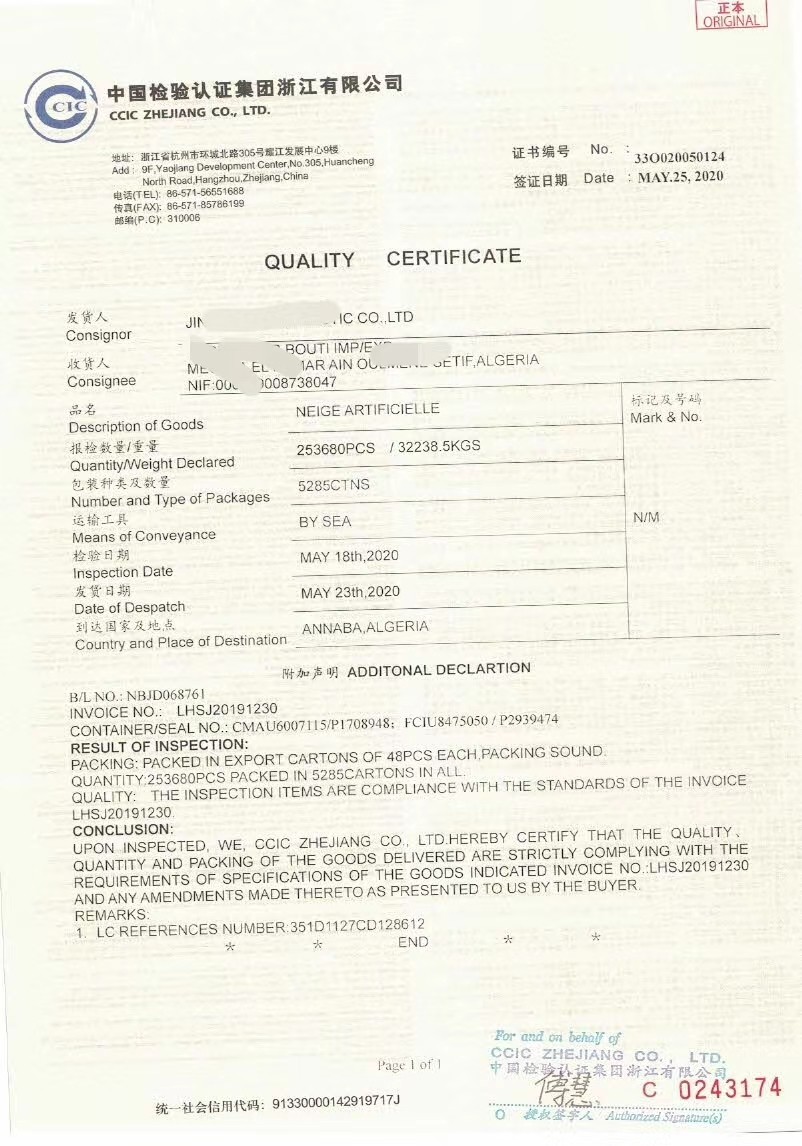 正本
ORIGINAL
CCIC
中国检验认证集团浙江有限公司
CCIC ZHEJIANG CO., LTD.
地址: 浙江省杭州市环城北路305号耀江发展中心9楼
Add : 9F,Yaojiang Development Center,No.305,Huancheng
North Road,Hangzhou,Zhejiang,China
电话(TEL): 86-571-56551688
传真(FAX): 86-571-85786199
邮编(P.C): 310006
证书编号 No. : 33O020050124
签证日期 Date : MAY.25, 2020
QUALITY CERTIFICATE
发货人
Consignor
IC CO.,LTD
收货人
Consignee
BOUTI IMP/
AIN SETIF,ALGERIA
NIF: 0008738047
品名
Description of Goods
NEIGE ARTIFICIELLE
标记及号码
Mark & No.
报检数量/重量
Quantity/Weight Declared
253680PCS / 32238.5KGS
包装种类及数量
Number and Type of Packages
5285CTNS
运输工具
Means of Conveyance
BY SEA
N/M
检验日期
Inspection Date
MAY 18th,2020
发货日期
Date of Despatch
MAY 23th,2020
到达国家及地点
Country and Place of Destination
ANNABA,ALGERIA
附加声明 ADDITONAL DECLARTION
B/L NO.: NBJD068761
INVOICE NO.: LHSJ20191230
CONTAINER/SEAL NO.: CMAU6007115/P1708948; FCIU8475050 / P2939474
RESULT OF INSPECTION:
PACKING: PACKED IN EXPORT CARTONS OF 48PCS EACH,PACKING SOUND.
QUANTITY:253680PCS PACKED IN 5285CARTONS IN ALL.
QUALITY: THE INSPECTION ITEMS ARE COMPLIANCE WITH THE STANDARDS OF THE INVOICE
LHSJ20191230.
CONCLUSION:
UPON INSPECTED, WE, CCIC ZHEJIANG CO., LTD.HEREBY CERTIFY THAT THE QUALITY、
QUANTITY AND PACKING OF THE GOODS DELIVERED ARE STRICTLY COMPLYING WITH THE
REQUIREMENTS OF SPECIFICATIONS OF THE GOODS INDICATED INVOICE NO.:LHSJ20191230
AND ANY AMENDMENTS MADE THERETO AS PRESENTED TO US BY THE BUYER.
REMARKS:
1. LC REFERENCES NUMBER:351D1127CD128612
* * END * *
For and on behalf of
CCIC ZHEJIANG CO., LTD.
中国检验认证集团浙江有限公司
Page 1 of 1
傅慧
C 0243174
统一社会信用代码: 91330000142919717J
O 授权签字人 Authorized Signature(s)